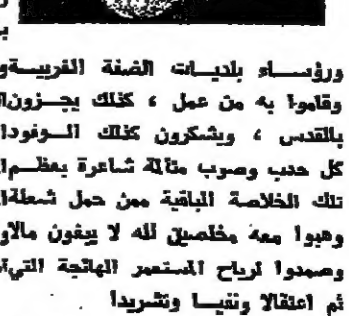 ورؤساء بلديات الضفة الغربية و
وقاموا به من عمل ، كذلك يجزون
بالقدس ، ويشكرون كذلك الوفود
كل حدب وصوب متألة شاعرة بعظم
تلك الخلاصة الباقية ممن حمل شعلة
وهبوا معه مخلصين لله لا يبغون مالا و
وصمدوا لرياح المستعمر الهائجة التي
ثم اعتقالا ونفيا وتشريدا